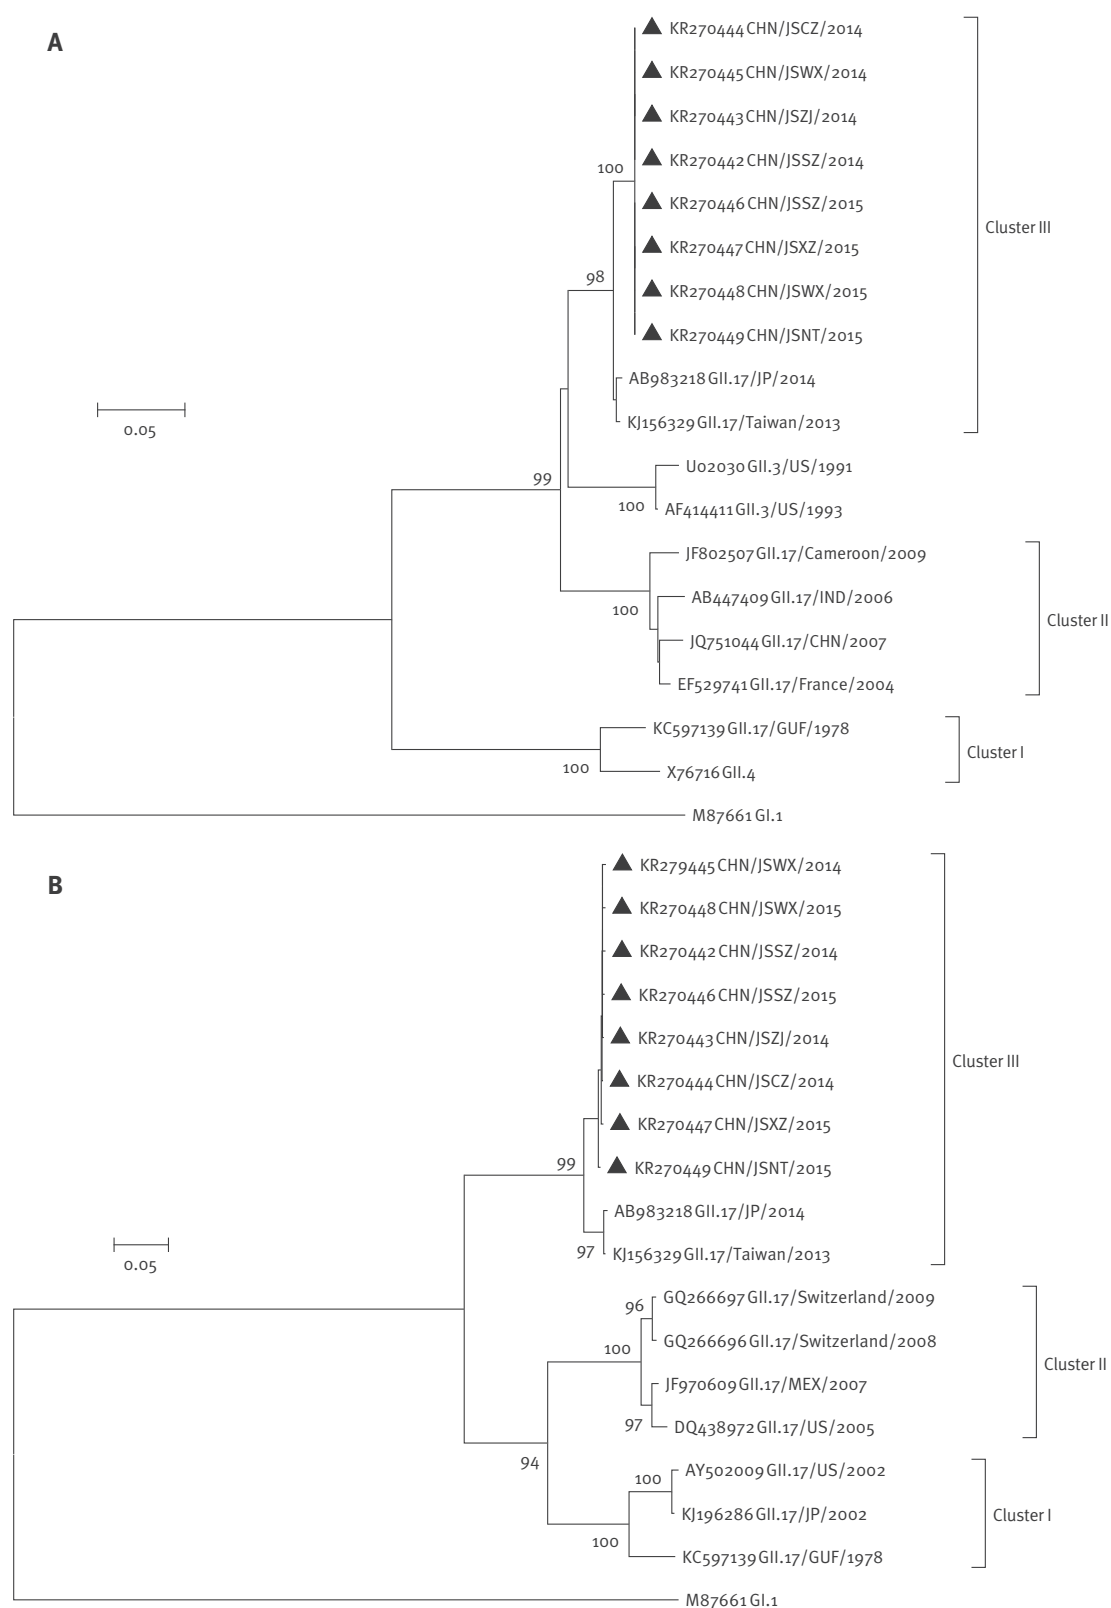 A
KR270444 CHN/JSCZ/2014
KR270445 CHN/JSWX/2014
KR270443 CHN/JSZJ/2014
KR270442 CHN/JSSZ/2014
100
KR270446 CHN/JSSZ/2015
Cluster III
KR270447 CHN/JSXZ/2015
98
KR270448 CHN/JSWX/2015
KR270449 CHN/JSNT/2015
AB983218 GII.17/JP/2014
KJ156329 GII.17/Taiwan/2013
0.05
U02030 GII.3/US/1991
99
100
AF414411 GII.3/US/1993
JF802507 GII.17/Cameroon/2009
AB447409 GII.17/IND/2006
100
Cluster II
JQ751044 GII.17/CHN/2007
EF529741 GII.17/France/2004
KC597139 GII.17/GUF/1978
Cluster I
100
X76716 GII.4
M87661 GI.1
B
KR279445 CHN/JSWX/2014
KR270448 CHN/JSWX/2015
KR270442 CHN/JSSZ/2014
KR270446 CHN/JSSZ/2015
KR270443 CHN/JSZJ/2014
Cluster III
KR270444 CHN/JSCZ/2014
KR270447 CHN/JSXZ/2015
99
KR270449 CHN/JSNT/2015
AB983218 GII.17/JP/2014
97
KJ156329 GII.17/Taiwan/2013
0.05
GQ266697 GII.17/Switzerland/2009
96
GQ266696 GII.17/Switzerland/2008
100
Cluster II
JF970609 GII.17/MEX/2007
97
DQ438972 GII.17/US/2005
94
AY502009 GII.17/US/2002
100
KJ196286 GII.17/JP/2002
Cluster I
100
KC597139 GII.17/GUF/1978
M87661 GI.1